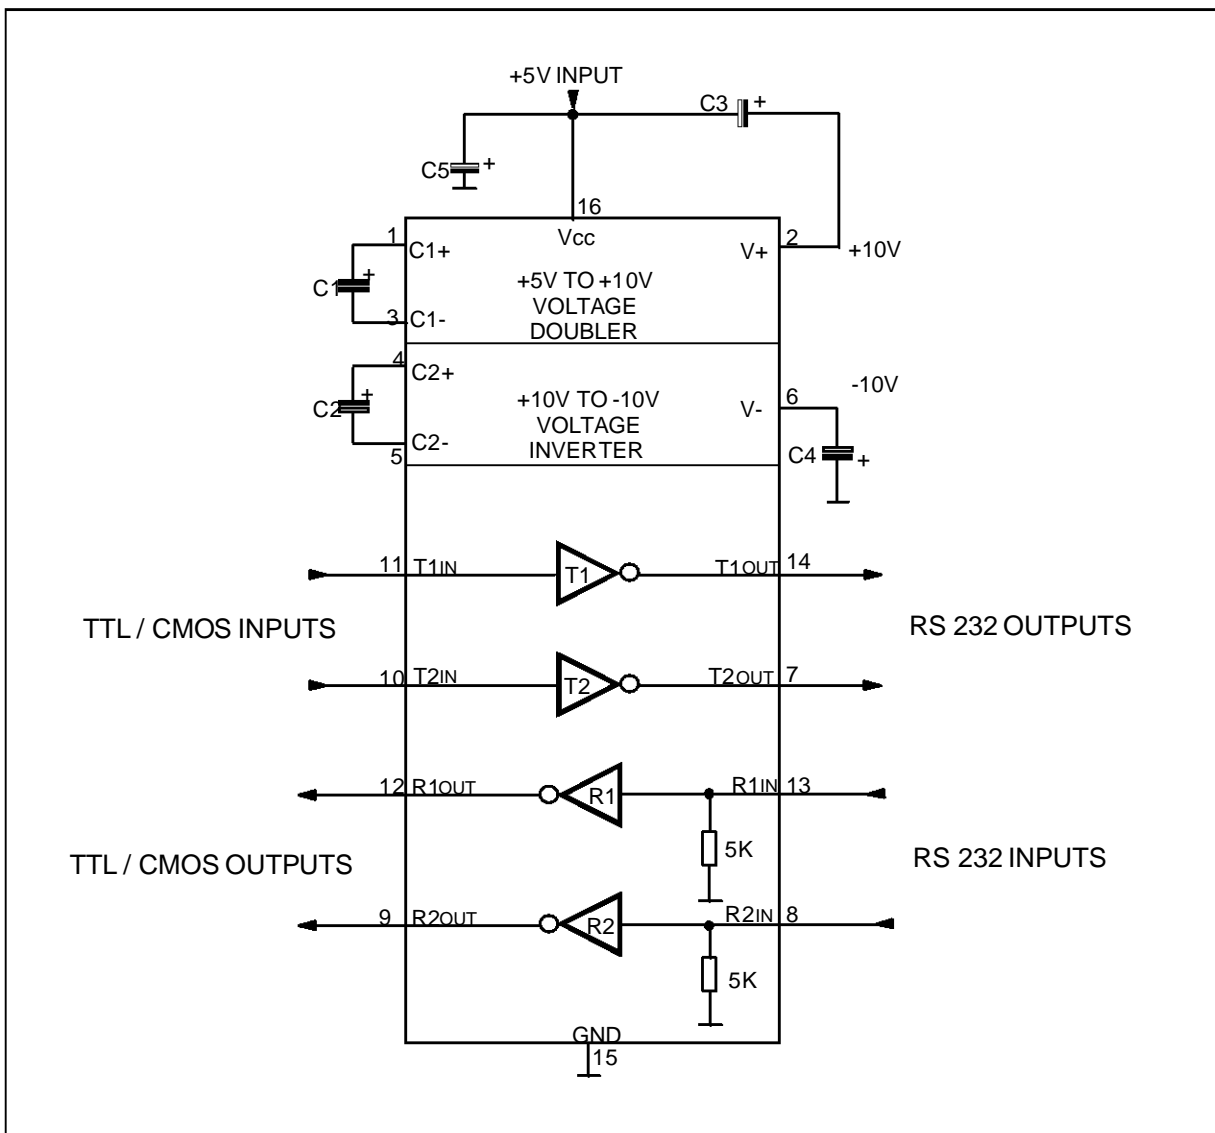 +5V INPUT
C3 +
C5 +
16
1 Vcc 2
C1+ V+ +10V
+
C1 +5V TO +10V
VOLTAGE
3 C1- DOUBLER
4
C2+ -10V
+ 6
C2 +10V TO -10V V-
VOLTAGE
C2- INVERTER
5 C4 +
11 T1IN T1 T1OUT 14
TTL / CMOS INPUTS RS 232 OUTPUTS
10 T2IN T2 T2OUT 7
12 R1OUT R1 R1IN 13
5K
TTL / CMOS OUTPUTS RS 232 INPUTS
9 R2OUT R2 R2IN 8
5K
GND
15